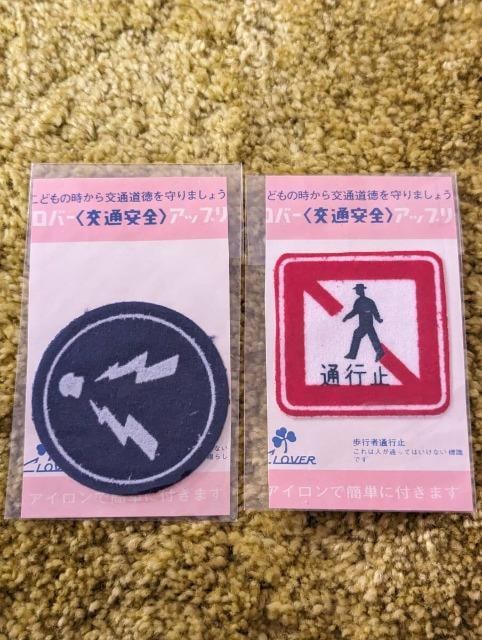 こどもの時から交通道徳を守りましょう
ロバー〈交通安全〉アップリ
CLOVER
アイロンで簡単に付きます
どもの時から交通道徳を守りましょう
ロバー〈交通安全〉アップリ
通行止
歩行者通行止
これは人が通ってはいけない標識
です
CLOVER
アイロンで簡単に付きます